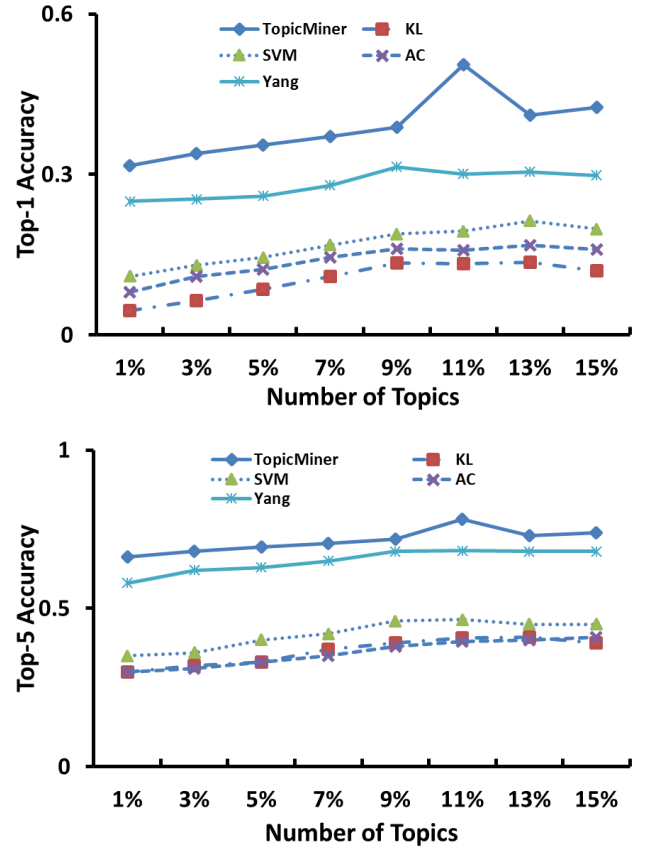 0.6
TopicMiner KL
SVM AC
Yang
0.3
0
Top-1 Accuracy
1% 3% 5% 7% 9% 11% 13% 15%
Number of Topics
1
TopicMiner KL
SVM AC
Yang
0.5
0
Top-5 Accuracy
1% 3% 5% 7% 9% 11% 13% 15%
Number of Topics